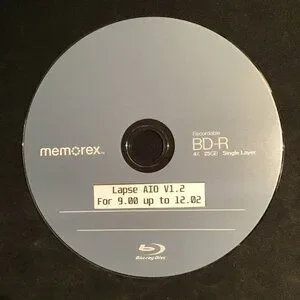 Recordable
memorex™
BD-R
4X 25GB Single Layer
Lapse AIO V1.2
For 9.00 up to 12.02
Blu-ray Disc